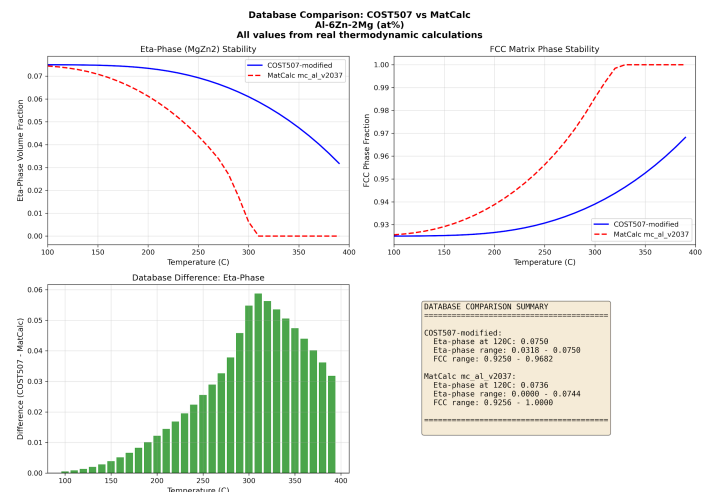 Database Comparison: COST507 vs MatCalc
Al-6Zn-2Mg (at%)
All values from real thermodynamic calculations
Eta-Phase (MgZn2) Stability
COST507-modified
MatCalc mc_al_v2037
Eta-Phase Volume Fraction
0.07
0.06
0.05
0.04
0.03
0.02
0.01
0.00
100 150 200 250 300 350 400
Temperature (C)
FCC Matrix Phase Stability
FCC Phase Fraction
1.00
0.99
0.98
0.97
0.96
0.95
0.94
0.93
COST507-modified
MatCalc mc_al_v2037
100 150 200 250 300 350 400
Temperature (C)
Database Difference: Eta-Phase
Difference (COST507 - MatCalc)
0.06
0.05
0.04
0.03
0.02
0.01
0.00
100 150 200 250 300 350 400
Temperature (C)
DATABASE COMPARISON SUMMARY
========================================
COST507-modified:
Eta-phase at 120C: 0.0750
Eta-phase range: 0.0318 - 0.0750
FCC range: 0.9250 - 0.9682
MatCalc mc_al_v2037:
Eta-phase at 120C: 0.0736
Eta-phase range: 0.0000 - 0.0744
FCC range: 0.9256 - 1.0000
========================================